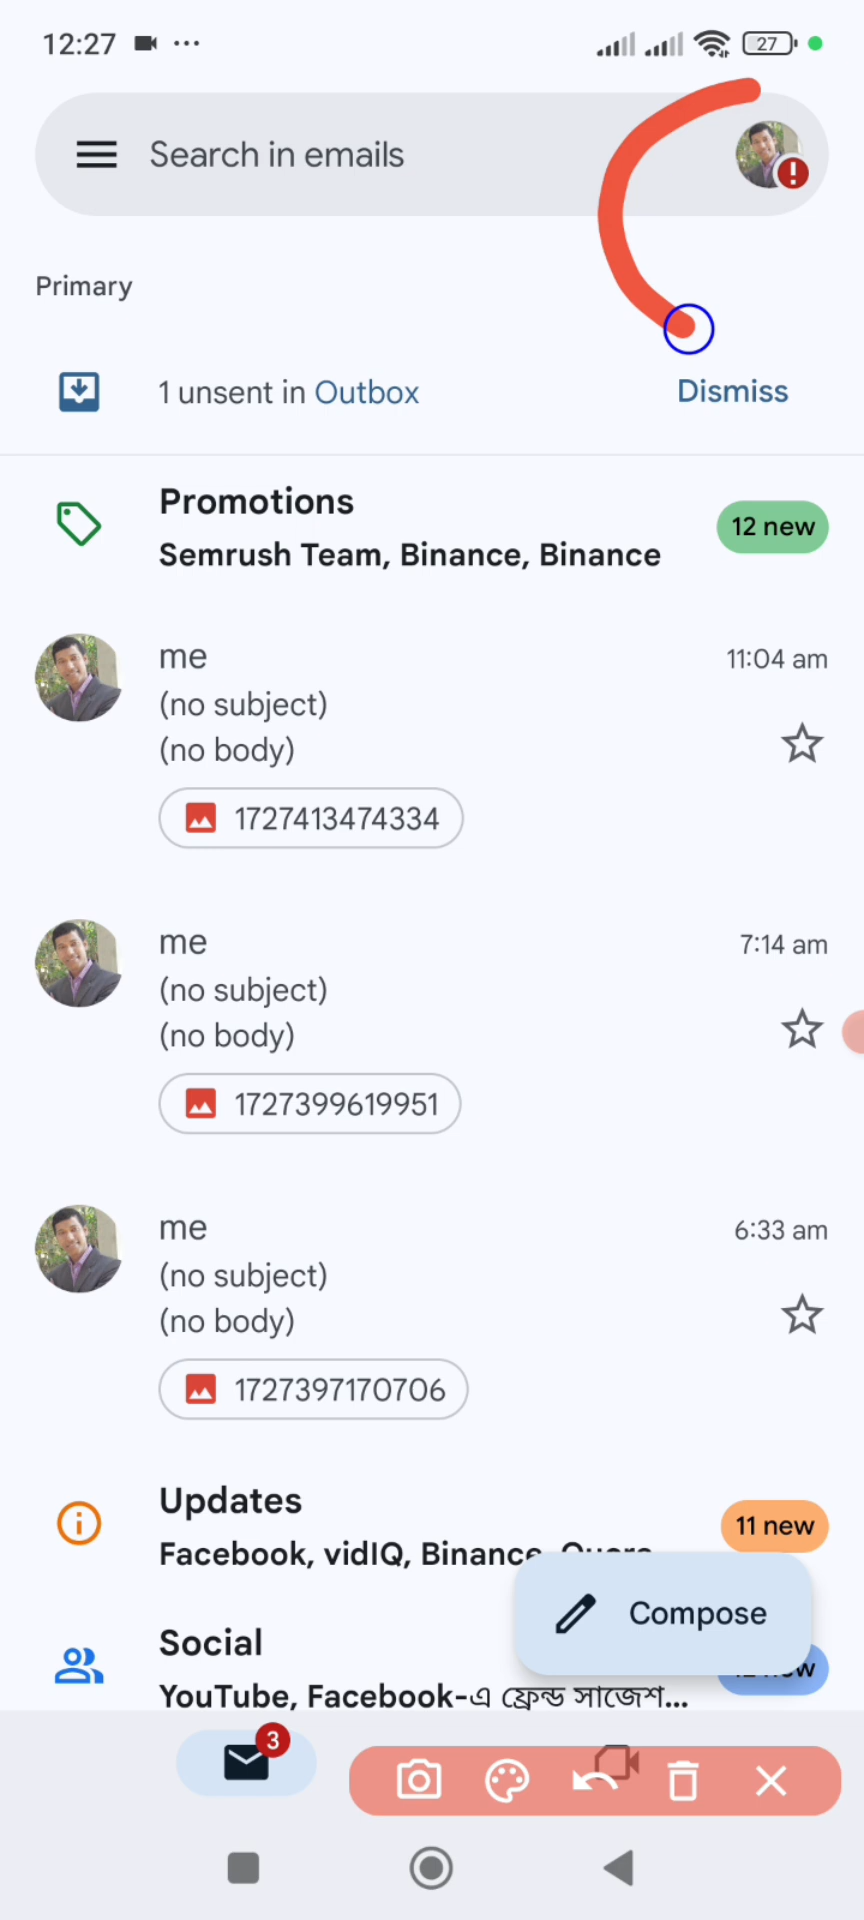 12:27
27
Search in emails
Primary
1 unsent in Outbox
Dismiss
Promotions
12 new
Semrush Team, Binance, Binance
me
11:04 am
(no subject)
(no body)
1727413474334
me
7:14 am
(no subject)
(no body)
1727399619951
me
6:33 am
(no subject)
(no body)
1727397170706
Updates
11 new
Facebook, vidIQ, Binance,
Compose
Social
YouTube, Facebook-এ ফ্রেন্ড সাজেশ...
3